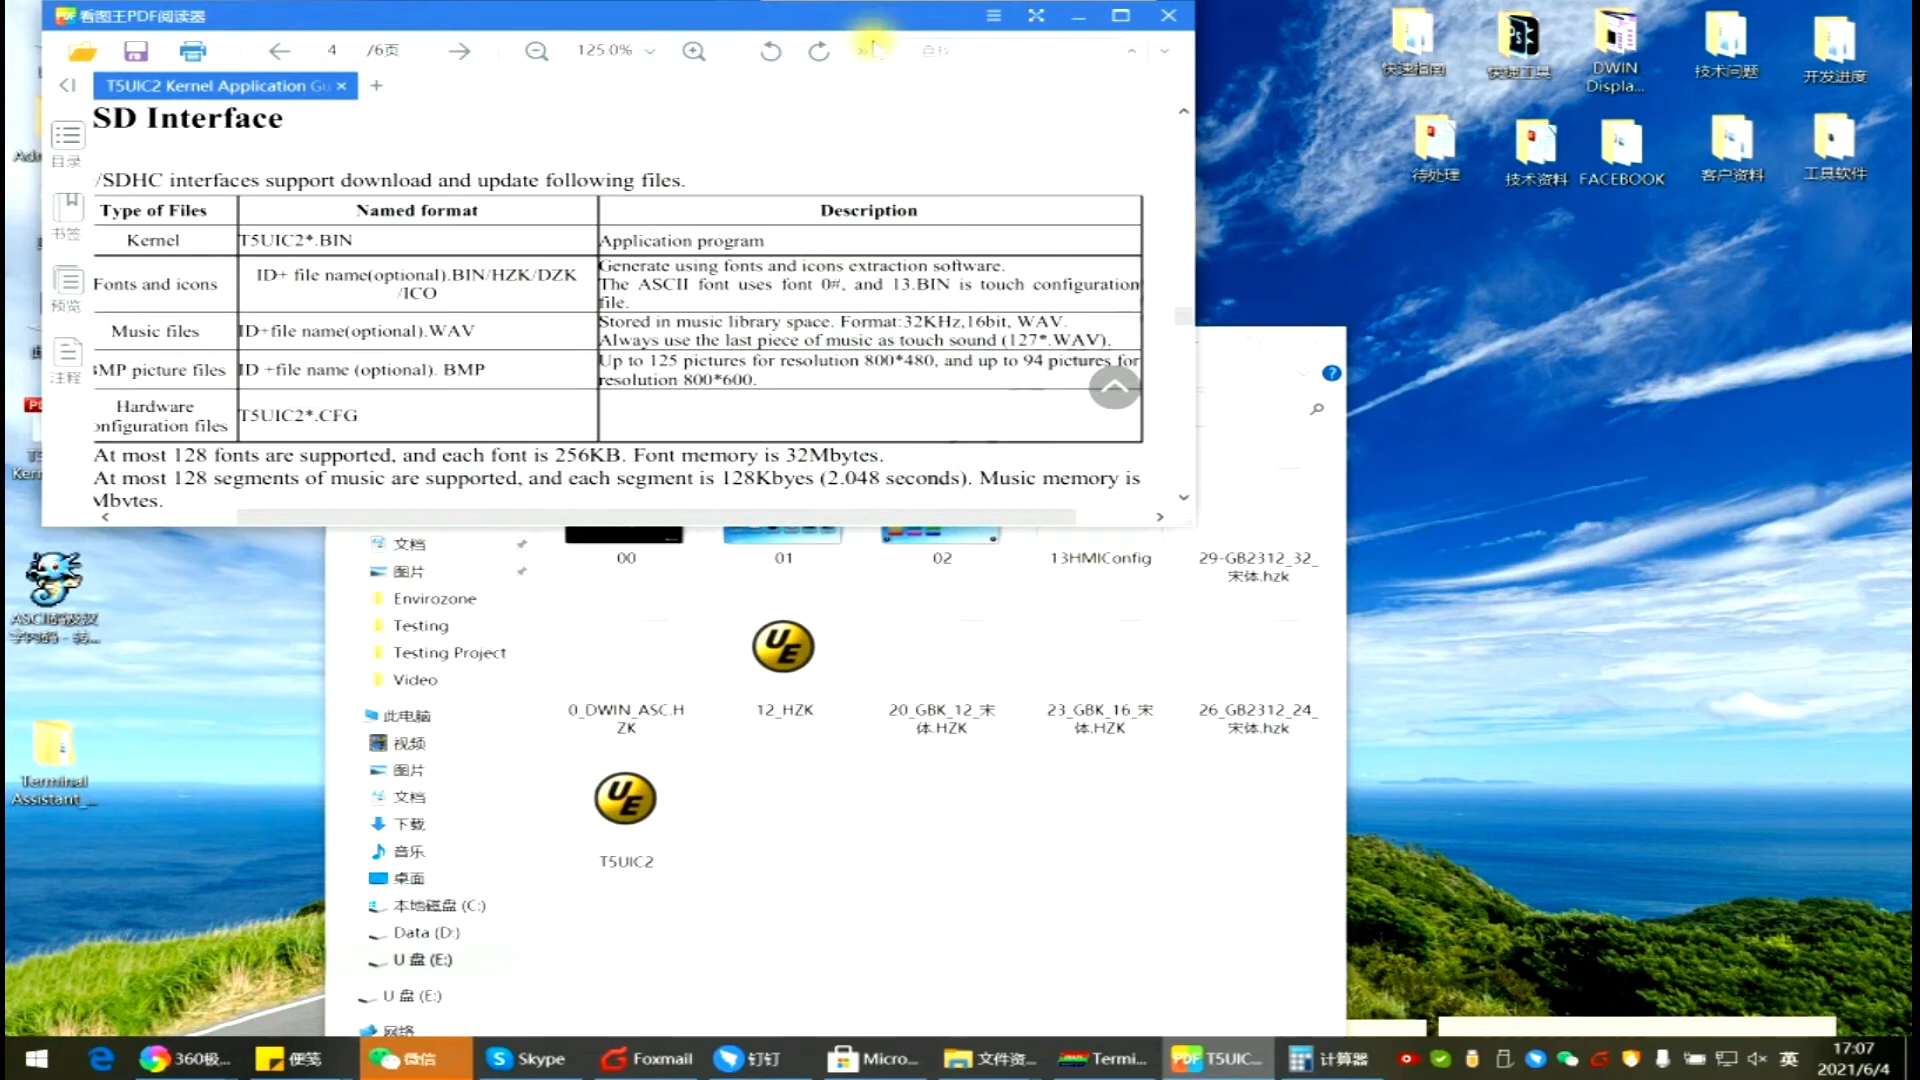 看图王PDF阅读器
4 /6页
125.0%
查找
T5UIC2 Kernel Application Gu
SD Interface
目录
书签
预览
注释
/SDHC interfaces support download and update following files.
Type of Files Named format Description
Kernel T5UIC2*.BIN Application program
Fonts and icons ID+ file name(optional).BIN/HZK/DZK
/ICO
Generate using fonts and icons extraction software.
The ASCII font uses font 0#, and 13.BIN is touch configuration
file.
Music files ID+file name(optional).WAV
Stored in music library space. Format:32KHz,16bit, WAV.
Always use the last piece of music as touch sound (127*.WAV).
BMP picture files ID +file name (optional). BMP
Up to 125 pictures for resolution 800*480, and up to 94 pictures for
resolution 800*600.
Hardware
onfiguration files
T5UIC2*.CFG
At most 128 fonts are supported, and each font is 256KB. Font memory is 32Mbytes.
At most 128 segments of music are supported, and each segment is 128Kbyes (2.048 seconds). Music memory is
Mbytes.
快速指南
快捷工具
DWIN
Displa...
技术问题
开发进度
待处理
技术资料
FACEBOOK
客户资料
工具软件
Terminal
Assistant_...
文档
图片
Envirozone
Testing
Testing Project
Video
此电脑
视频
图片
文档
下载
音乐
桌面
本地磁盘 (C:)
Data (D:)
U 盘 (E:)
U 盘 (E:)
网络
00
01
02
13HMIConfig
29-GB2312_32_
宋体.hzk
0_DWIN_ASC.H
ZK
12_HZK
20_GBK_12_宋
体.HZK
23_GBK_16_宋
体.HZK
26_GB2312_24_
宋体.hzk
T5UIC2
360极...
便笺
微信
Skype
Foxmail
钉钉
Micro...
文件资...
Termi...
T5UIC...
计算器
英
17:07
2021/6/4